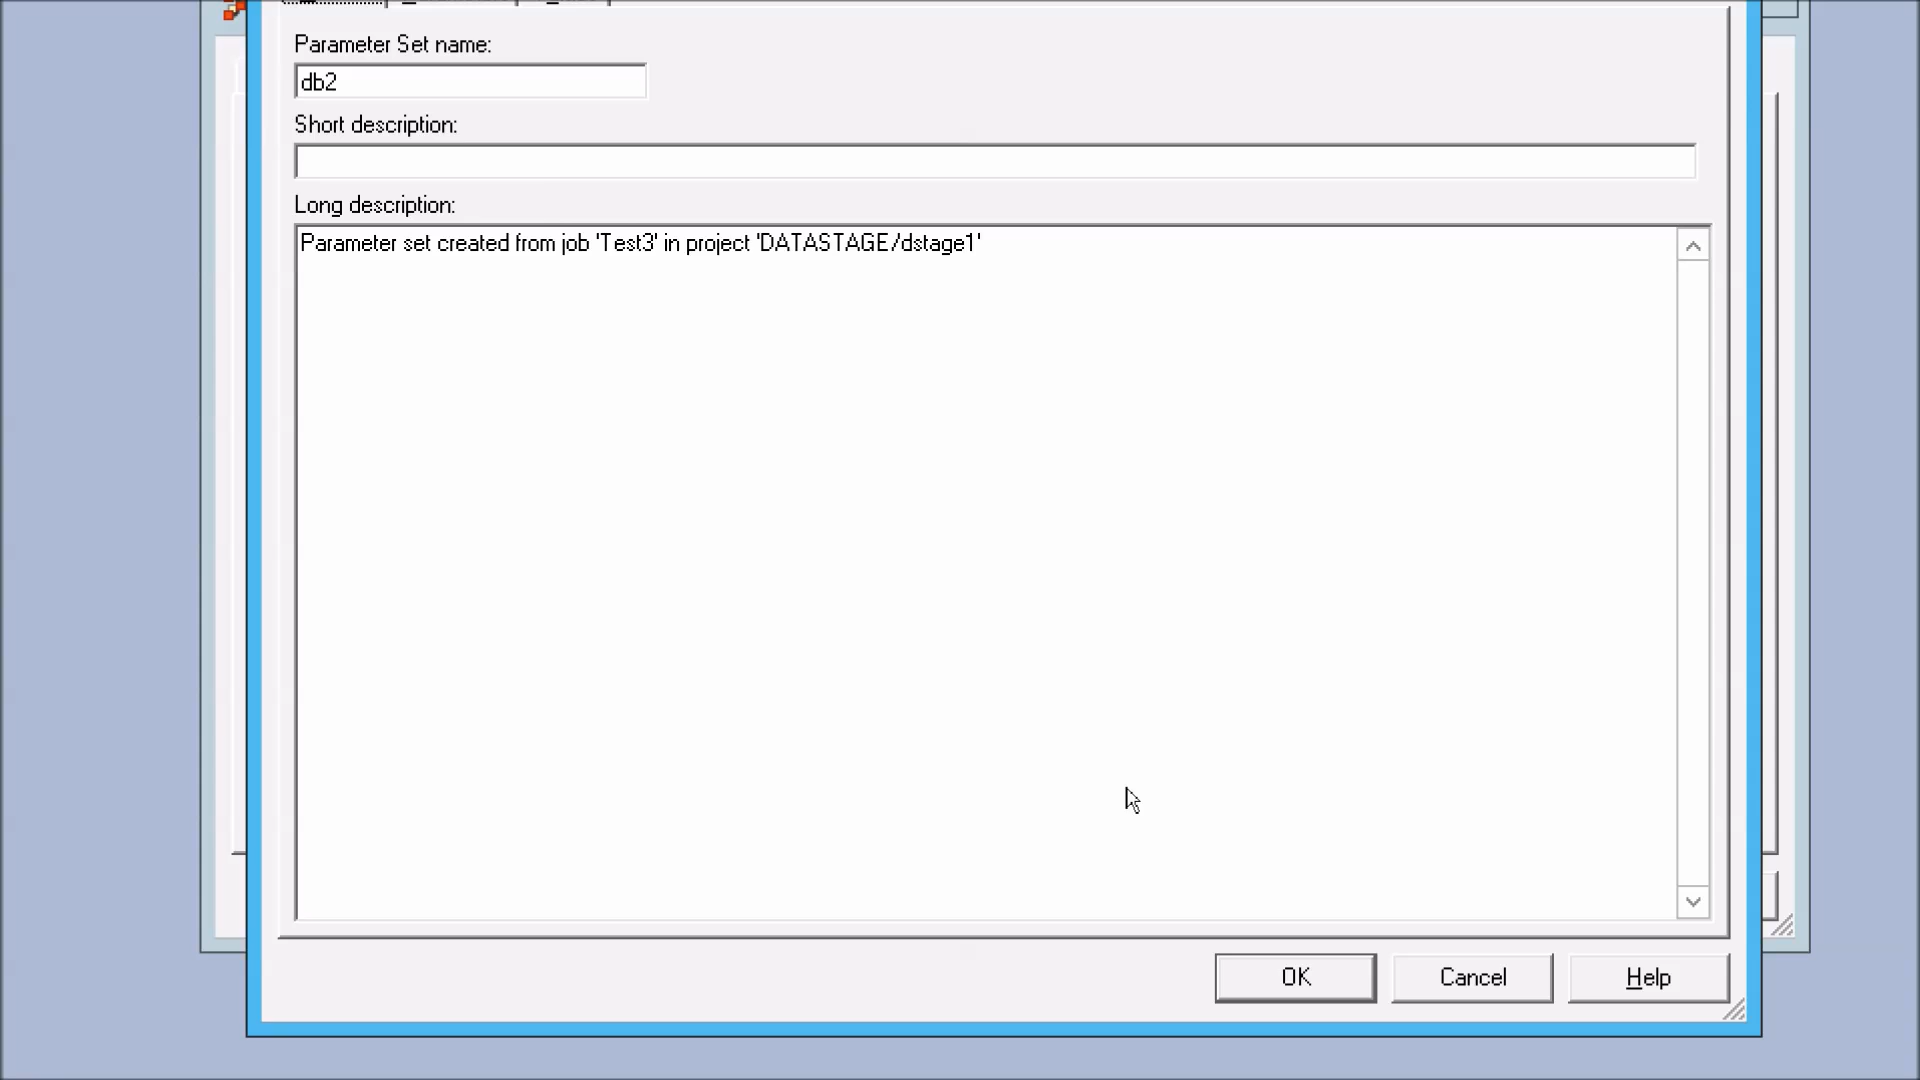 Parameter Set name:
db2
Short description:
Long description:
Parameter set created from job 'Test3' in project 'DATASTAGE/dstage1'
OK
Cancel
Help